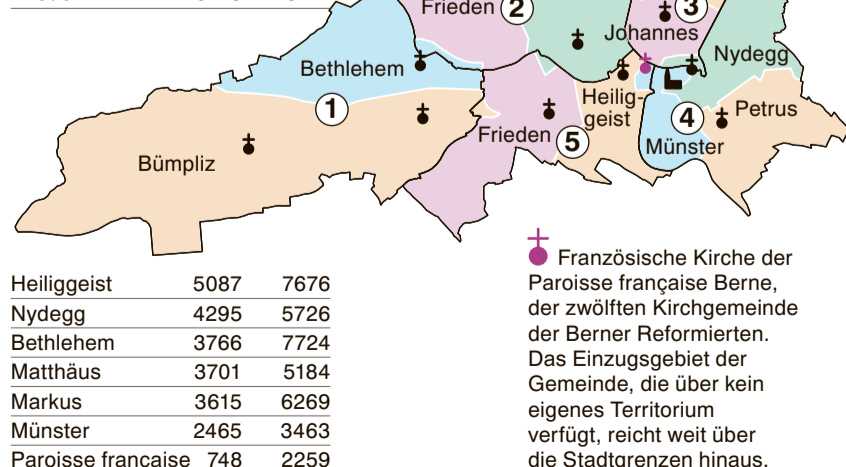 Frieden 2
3
Johannes
Nydegg
Bethlehem
1
Heilig-
geist
4
Petrus
Frieden 5
Münster
Bümpliz
Heiliggeist 5087 7676
Nydegg 4295 5726
Bethlehem 3766 7724
Matthäus 3701 5184
Markus 3615 6269
Münster 2465 3463
Paroisse française 748 2259
Französische Kirche der
Paroisse française Berne,
der zwölften Kirchgemeinde
der Berner Reformierten.
Das Einzugsgebiet der
Gemeinde, die über kein
eigenes Territorium
verfügt, reicht weit über
die Stadtgrenzen hinaus.